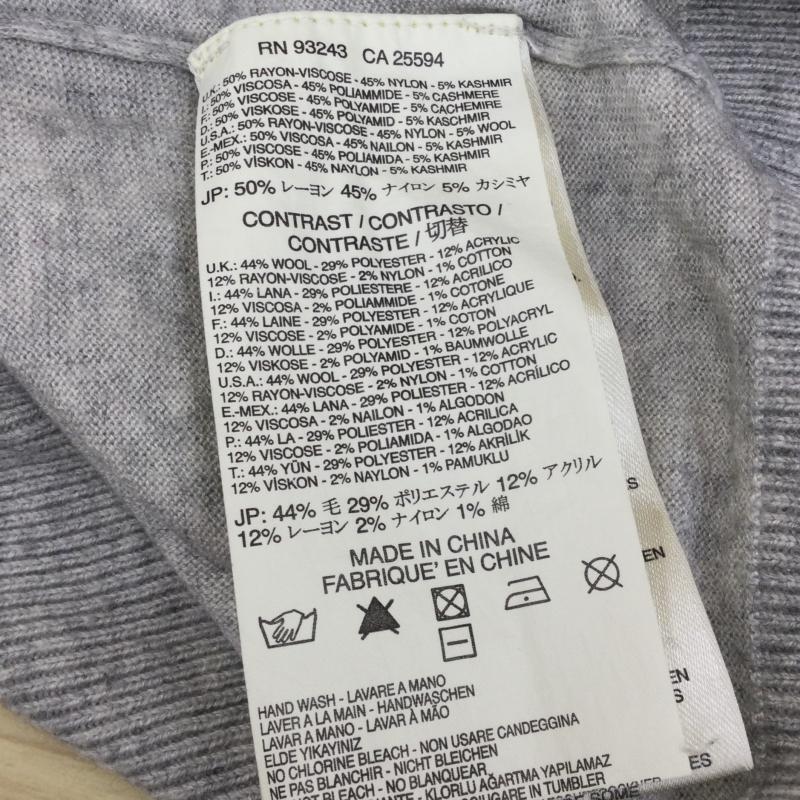 RN 93243 CA 25594
U.K.: 50% RAYON-VISCOSE - 45% NYLON - 5% KASHMIR
I.: 50% VISCOSA - 45% POLIAMMIDE - 5% CASHMERE
F.: 50% VISCOSE - 45% POLYAMIDE - 5% CACHEMIRE
D.: 50% VISKOSE - 45% POLYAMID - 5% KASCHMIR
U.S.A.: 50% RAYON-VISCOSE - 45% NYLON - 5% WOOL
E.-MEX.: 50% VISCOSA - 45% NAILON - 5% KASHMIR
P.: 50% VISCOSE - 45% POLIAMIDA - 5% KASHMIR
T.: 50% VİSKON - 45% NAYLON - 5% KASHMIR
JP: 50% レーヨン 45% ナイロン 5% カシミヤ
CONTRAST / CONTRASTO /
CONTRASTE / 切替
U.K.: 44% WOOL - 29% POLYESTER - 12% ACRYLIC
12% RAYON-VISCOSE - 2% NYLON - 1% COTTON
I.: 44% LANA - 29% POLIESTERE - 12% ACRILICO
12% VISCOSA - 2% POLIAMMIDE - 1% COTONE
F.: 44% LAINE - 29% POLYESTER - 12% ACRYLIQUE
12% VISCOSE - 2% POLYAMIDE - 1% COTON
D.: 44% WOLLE - 29% POLYESTER - 12% POLYACRYL
12% VISKOSE - 2% POLYAMID - 1% BAUMWOLLE
U.S.A.: 44% WOOL - 29% POLYESTER - 12% ACRYLIC
12% RAYON-VISCOSE - 2% NYLON - 1% COTTON
E.-MEX.: 44% LANA - 29% POLIESTER - 12% ACRÍLICO
12% VISCOSA - 2% NAILON - 1% ALGODON
P.: 44% LA - 29% POLIESTER - 12% ACRILICA
12% VISCOSE - 2% POLIAMIDA - 1% ALGODAO
T.: 44% YÜN - 29% POLYESTER - 12% AKRİLİK
12% VİSKON - 2% NAYLON - 1% PAMUKLU
JP: 44% 毛 29% ポリエステル 12% アクリル
12% レーヨン 2% ナイロン 1% 綿
MADE IN CHINA
FABRIQUE' EN CHINE
HAND WASH - LAVARE A MANO
LAVER A LA MAIN - HANDWASCHEN
LAVAR A MANO - LAVAR À MÃO
ELDE YIKAYINIZ
NO CHLORINE BLEACH - NON USARE CANDEGGINA
NE PAS BLANCHIR - NICHT BLEICHEN
NO BLANQUEAR
KLORLU AGARTMA YAPILAMAZ
ASCIUGARE IN TUMBLER
S
EN
EN
S
ES